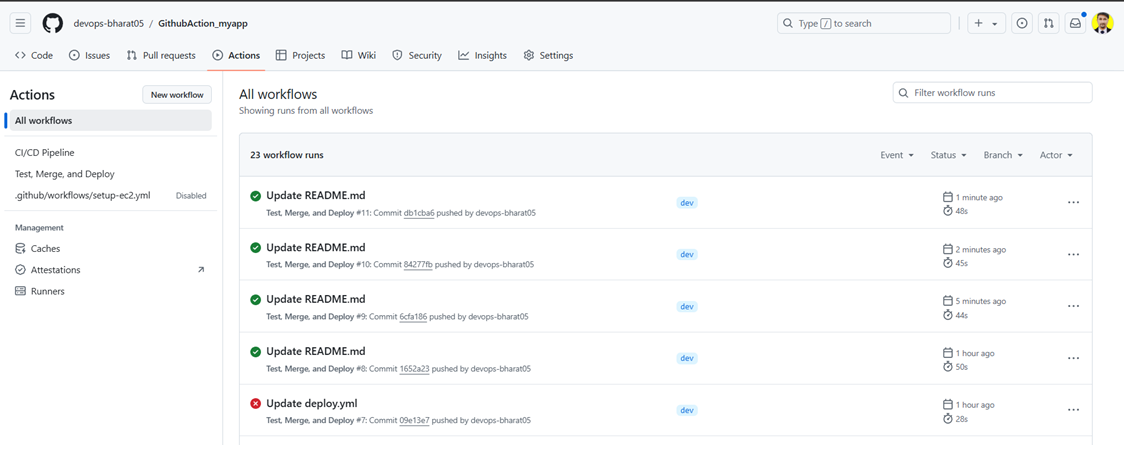 devops-bharat05 / GithubAction_myapp
Type / to search
Code Issues Pull requests Actions Projects Wiki Security Insights Settings
Actions
New workflow
All workflows
CI/CD Pipeline
Test, Merge, and Deploy
.github/workflows/setup-ec2.yml Disabled
Management
Caches
Attestations
Runners
All workflows
Showing runs from all workflows
Filter workflow runs
23 workflow runs
Event Status Branch Actor
Update README.md
Test, Merge, and Deploy #11: Commit db1cba6 pushed by devops-bharat05
dev
1 minute ago
48s
Update README.md
Test, Merge, and Deploy #10: Commit 84277fb pushed by devops-bharat05
dev
2 minutes ago
45s
Update README.md
Test, Merge, and Deploy #9: Commit 6cfa186 pushed by devops-bharat05
dev
5 minutes ago
44s
Update README.md
Test, Merge, and Deploy #8: Commit 1652a23 pushed by devops-bharat05
dev
1 hour ago
50s
Update deploy.yml
Test, Merge, and Deploy #7: Commit 09e13e7 pushed by devops-bharat05
dev
1 hour ago
28s